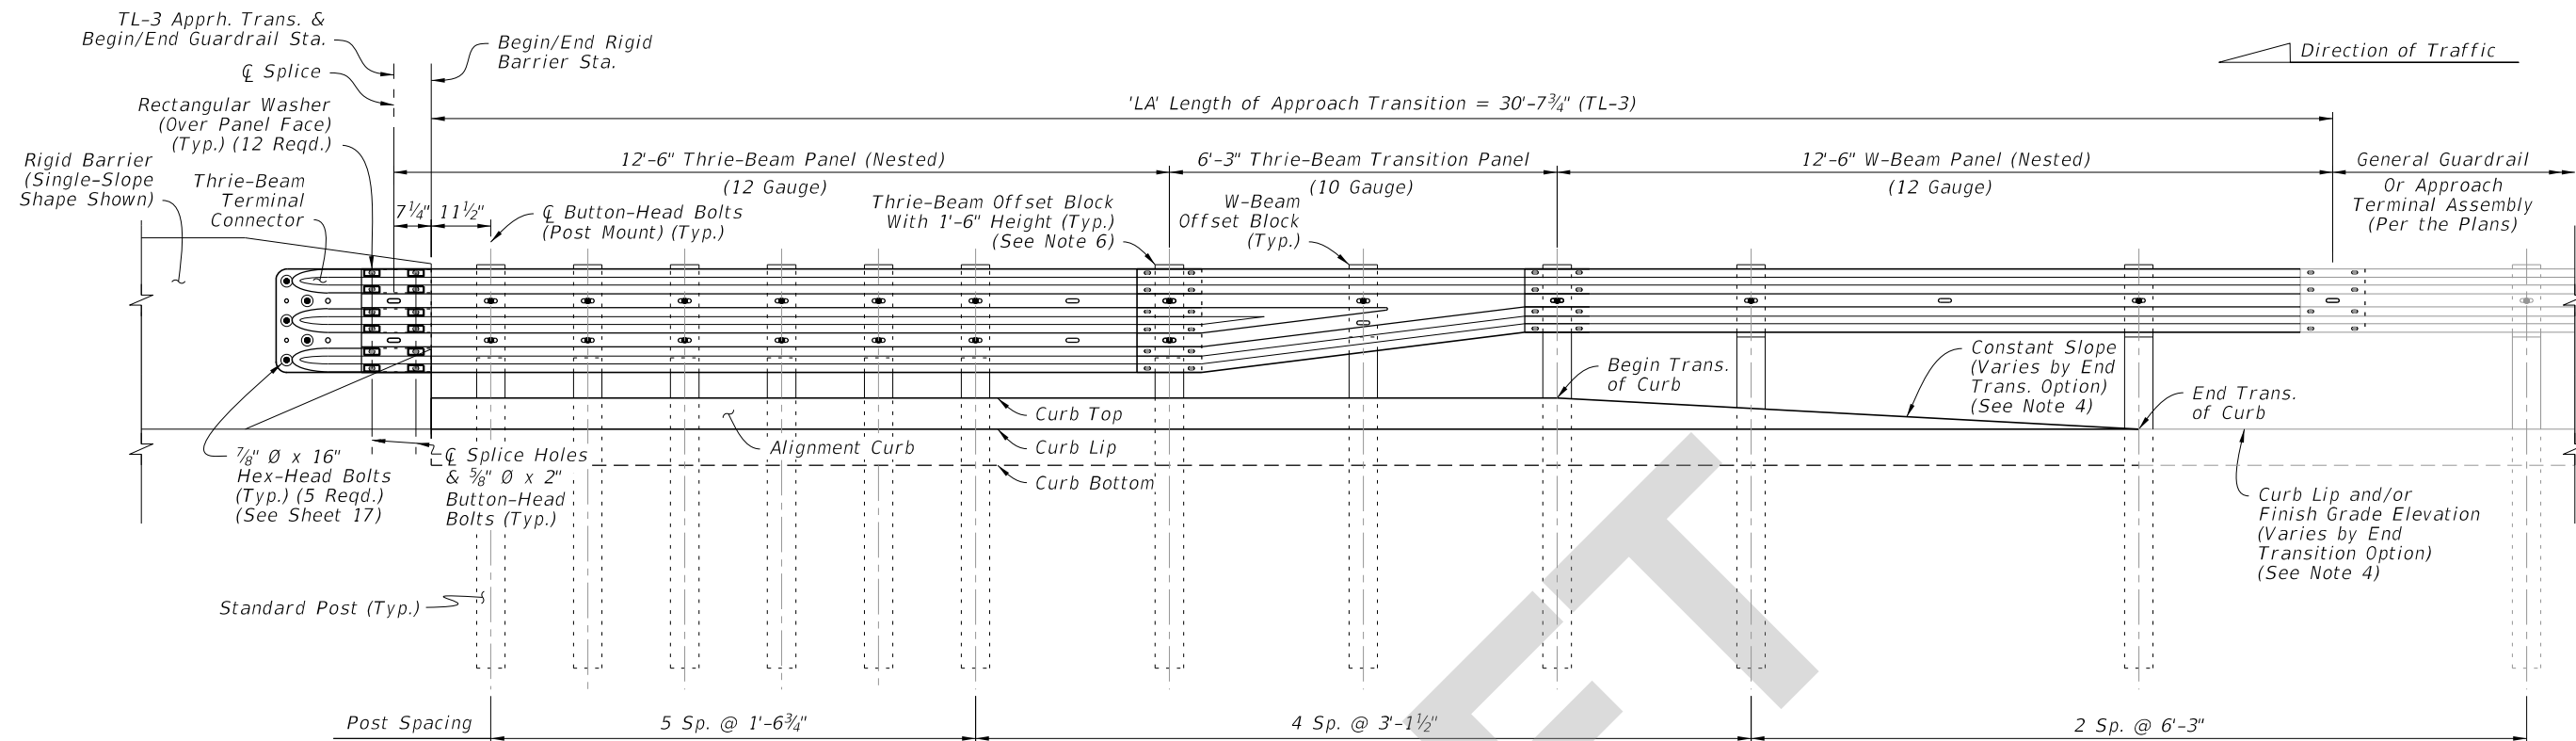 TL-3 Apprh. Trans. &
Begin/End Guardrail Sta.
℄ Splice
Begin/End Rigid
Barrier Sta.
Direction of Traffic
Rectangular Washer
(Over Panel Face)
(Typ.) (12 Reqd.)
'LA' Length of Approach Transition = 30'-7¾" (TL-3)
Rigid Barrier
(Single-Slope
Shape Shown)
Thrie-Beam
Terminal
Connector
12'-6" Thrie-Beam Panel (Nested)
(12 Gauge)
6'-3" Thrie-Beam Transition Panel
(10 Gauge)
12'-6" W-Beam Panel (Nested)
(12 Gauge)
General Guardrail
Or Approach
Terminal Assembly
(Per the Plans)
7¼"
11½"
℄ Button-Head Bolts
(Post Mount) (Typ.)
Thrie-Beam Offset Block
With 1'-6" Height (Typ.)
(See Note 6)
W-Beam
Offset Block
(Typ.)
Begin Trans.
of Curb
Constant Slope
(Varies by End
Trans. Option)
(See Note 4)
End Trans.
of Curb
Curb Top
Alignment Curb
Curb Lip
Curb Bottom
⅞" Ø x 16"
Hex-Head Bolts
(Typ.) (5 Reqd.)
(See Sheet 17)
℄ Splice Holes
& ⅝" Ø x 2"
Button-Head
Bolts (Typ.)
Curb Lip and/or
Finish Grade Elevation
(Varies by End
Transition Option)
(See Note 4)
Standard Post (Typ.)
Post Spacing
5 Sp. @ 1'-6¾"
4 Sp. @ 3'-1½"
2 Sp. @ 6'-3"